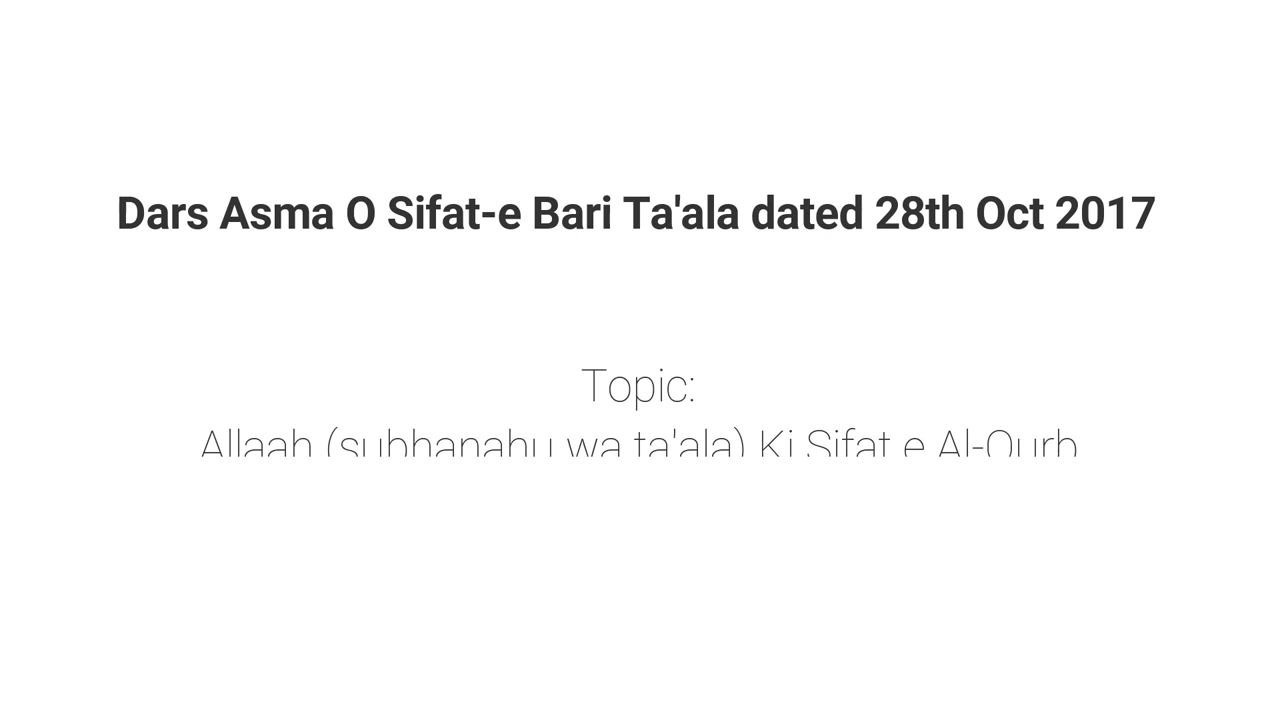 Dars Asma O Sifat-e Bari Ta'ala dated 28th Oct 2017
Topic:
Allaah (subhanahu wa ta'ala) Ki Sifat e Al-Qurb